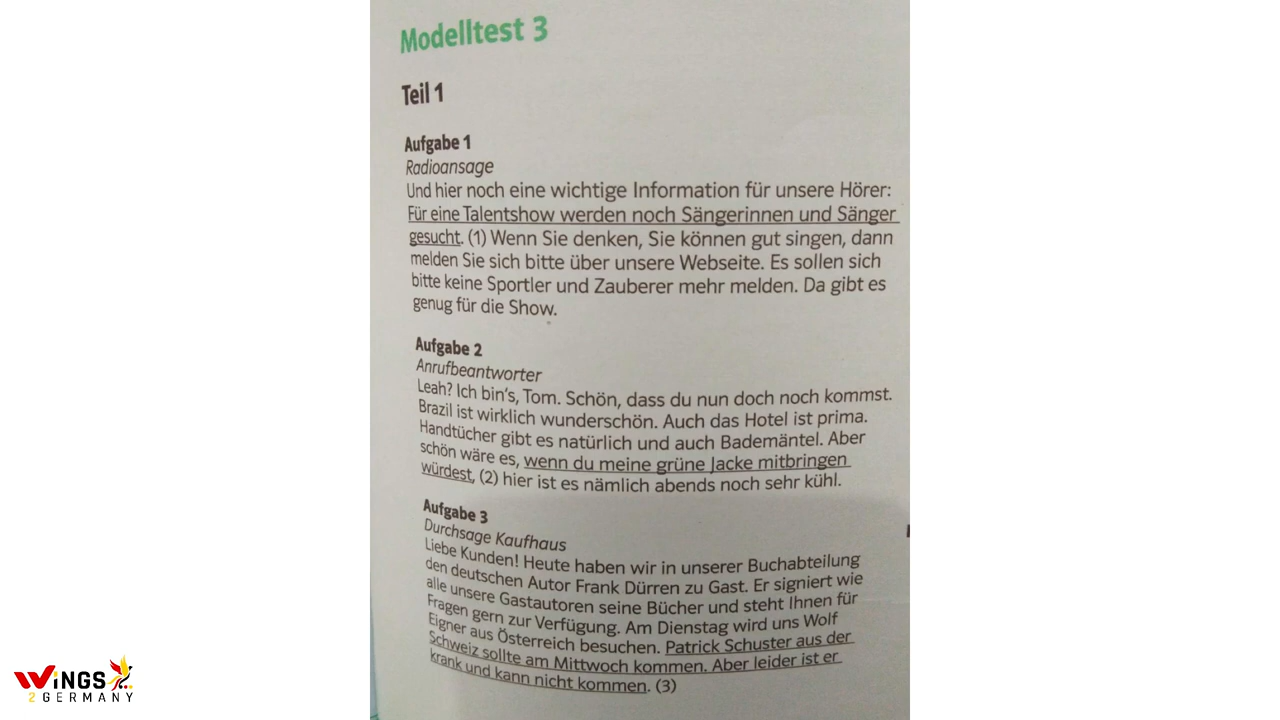 Modelltest 3
Teil 1
Aufgabe 1
Radioansage
Und hier noch eine wichtige Information für unsere Hörer:
Für eine Talentshow werden noch Sängerinnen und Sänger
gesucht. (1) Wenn Sie denken, Sie können gut singen, dann
melden Sie sich bitte über unsere Webseite. Es sollen sich
bitte keine Sportler und Zauberer mehr melden. Da gibt es
genug für die Show.
Aufgabe 2
Anrufbeantworter
Leah? Ich bin's, Tom. Schön, dass du nun doch noch kommst.
Brazil ist wirklich wunderschön. Auch das Hotel ist prima.
Handtücher gibt es natürlich und auch Bademäntel. Aber
schön wäre es, wenn du meine grüne Jacke mitbringen
würdest, (2) hier ist es nämlich abends noch sehr kühl.
Aufgabe 3
Durchsage Kaufhaus
Liebe Kunden! Heute haben wir in unserer Buchabteilung
den deutschen Autor Frank Dürren zu Gast. Er signiert wie
alle unsere Gastautoren seine Bücher und steht Ihnen für
Fragen gern zur Verfügung. Am Dienstag wird uns Wolf
Eigner aus Österreich besuchen. Patrick Schuster aus der
Schweiz sollte am Mittwoch kommen. Aber leider ist er
krank und kann nicht kommen. (3)
WINGS
2 GERMANY